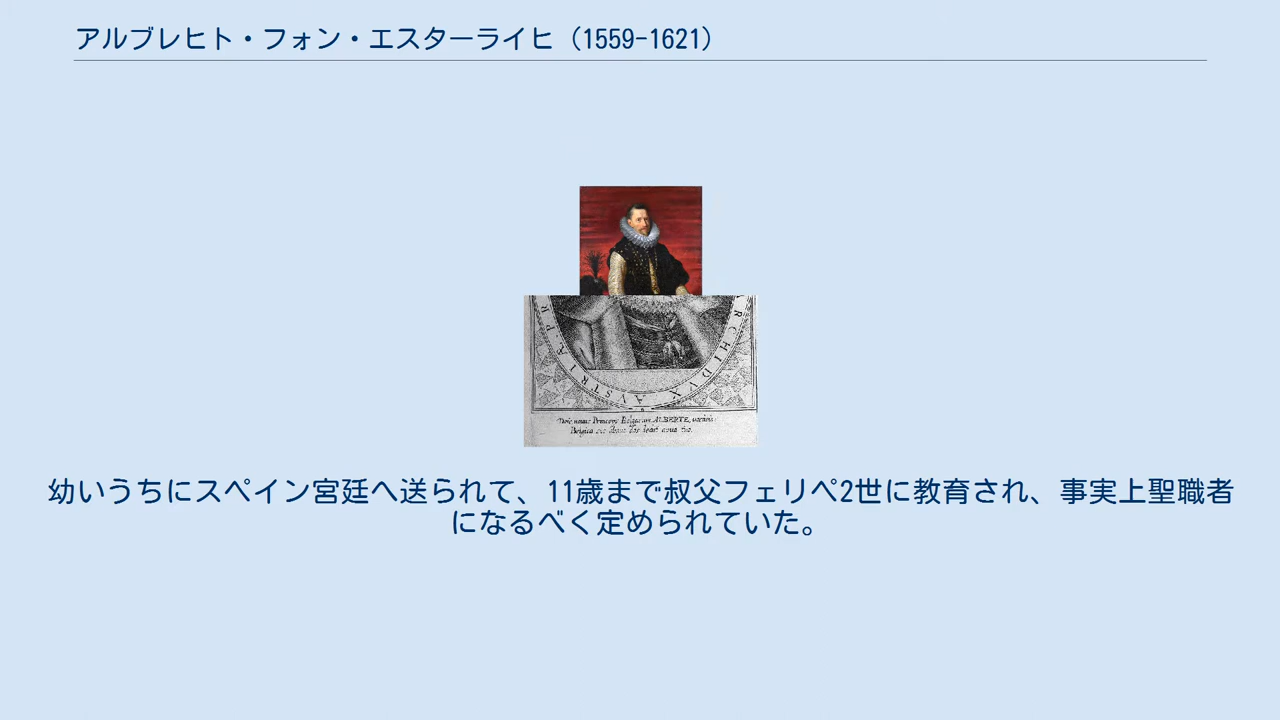 アルブレヒト・フォン・エスターライヒ（1559-1621）
RCHIDVX AVSTRIA. PR
幼いうちにスペイン宮廷へ送られて、11歳まで叔父フェリペ2世に教育され、事実上聖職者
になるべく定められていた。